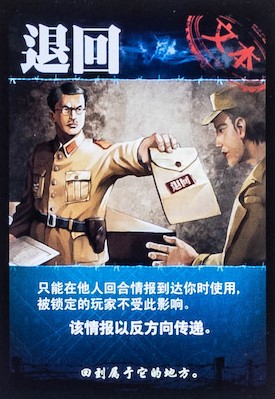 退回
退回
只能在他人回合情报到达你时使用，
被锁定的玩家不受此影响。
该情报以反方向传递。
回到属于它的地方。